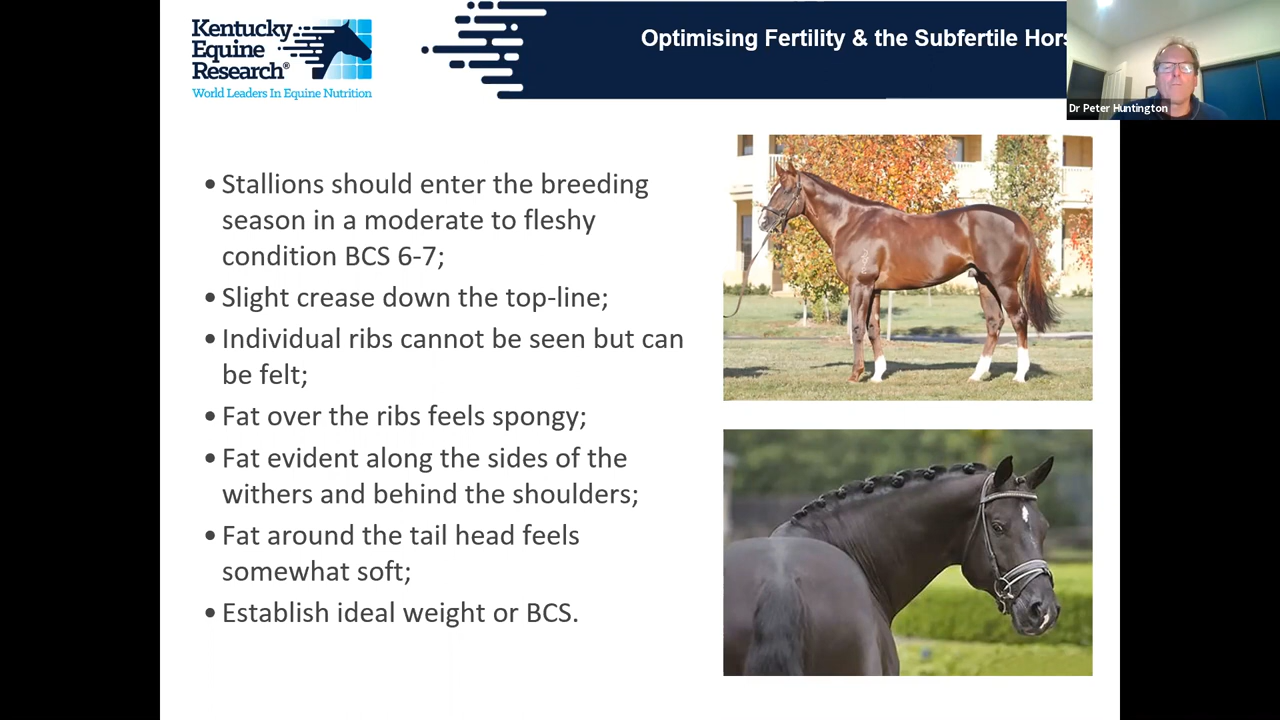 Kentucky
Equine
Research®
World Leaders In Equine Nutrition
Optimising Fertility & the Subfertile Hors
Dr Peter Huntington
• Stallions should enter the breeding
season in a moderate to fleshy
condition BCS 6-7;
• Slight crease down the top-line;
• Individual ribs cannot be seen but can
be felt;
• Fat over the ribs feels spongy;
• Fat evident along the sides of the
withers and behind the shoulders;
• Fat around the tail head feels
somewhat soft;
• Establish ideal weight or BCS.